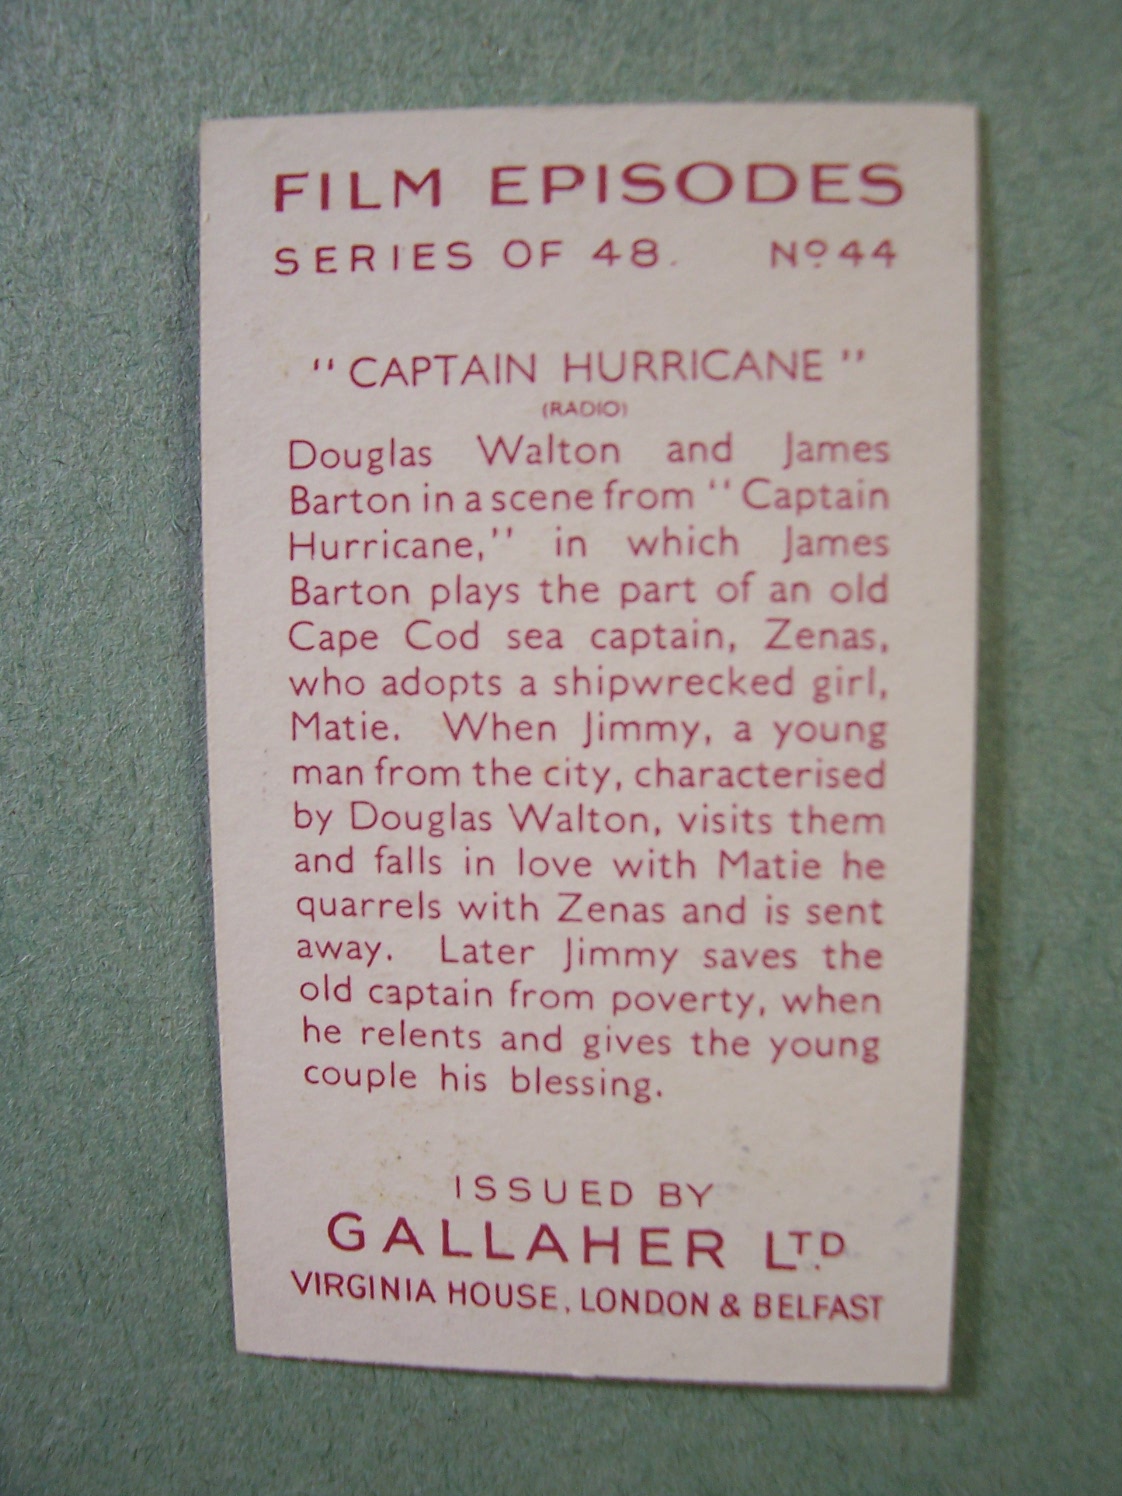 FILM EPISODES
SERIES OF 48. Nº 44
"CAPTAIN HURRICANE"
(RADIO)
Douglas Walton and James
Barton in a scene from "Captain
Hurricane," in which James
Barton plays the part of an old
Cape Cod sea captain, Zenas,
who adopts a shipwrecked girl,
Matie. When Jimmy, a young
man from the city, characterised
by Douglas Walton, visits them
and falls in love with Matie he
quarrels with Zenas and is sent
away. Later Jimmy saves the
old captain from poverty, when
he relents and gives the young
couple his blessing.
ISSUED BY
GALLAHER LTD.
VIRGINIA HOUSE, LONDON & BELFAST